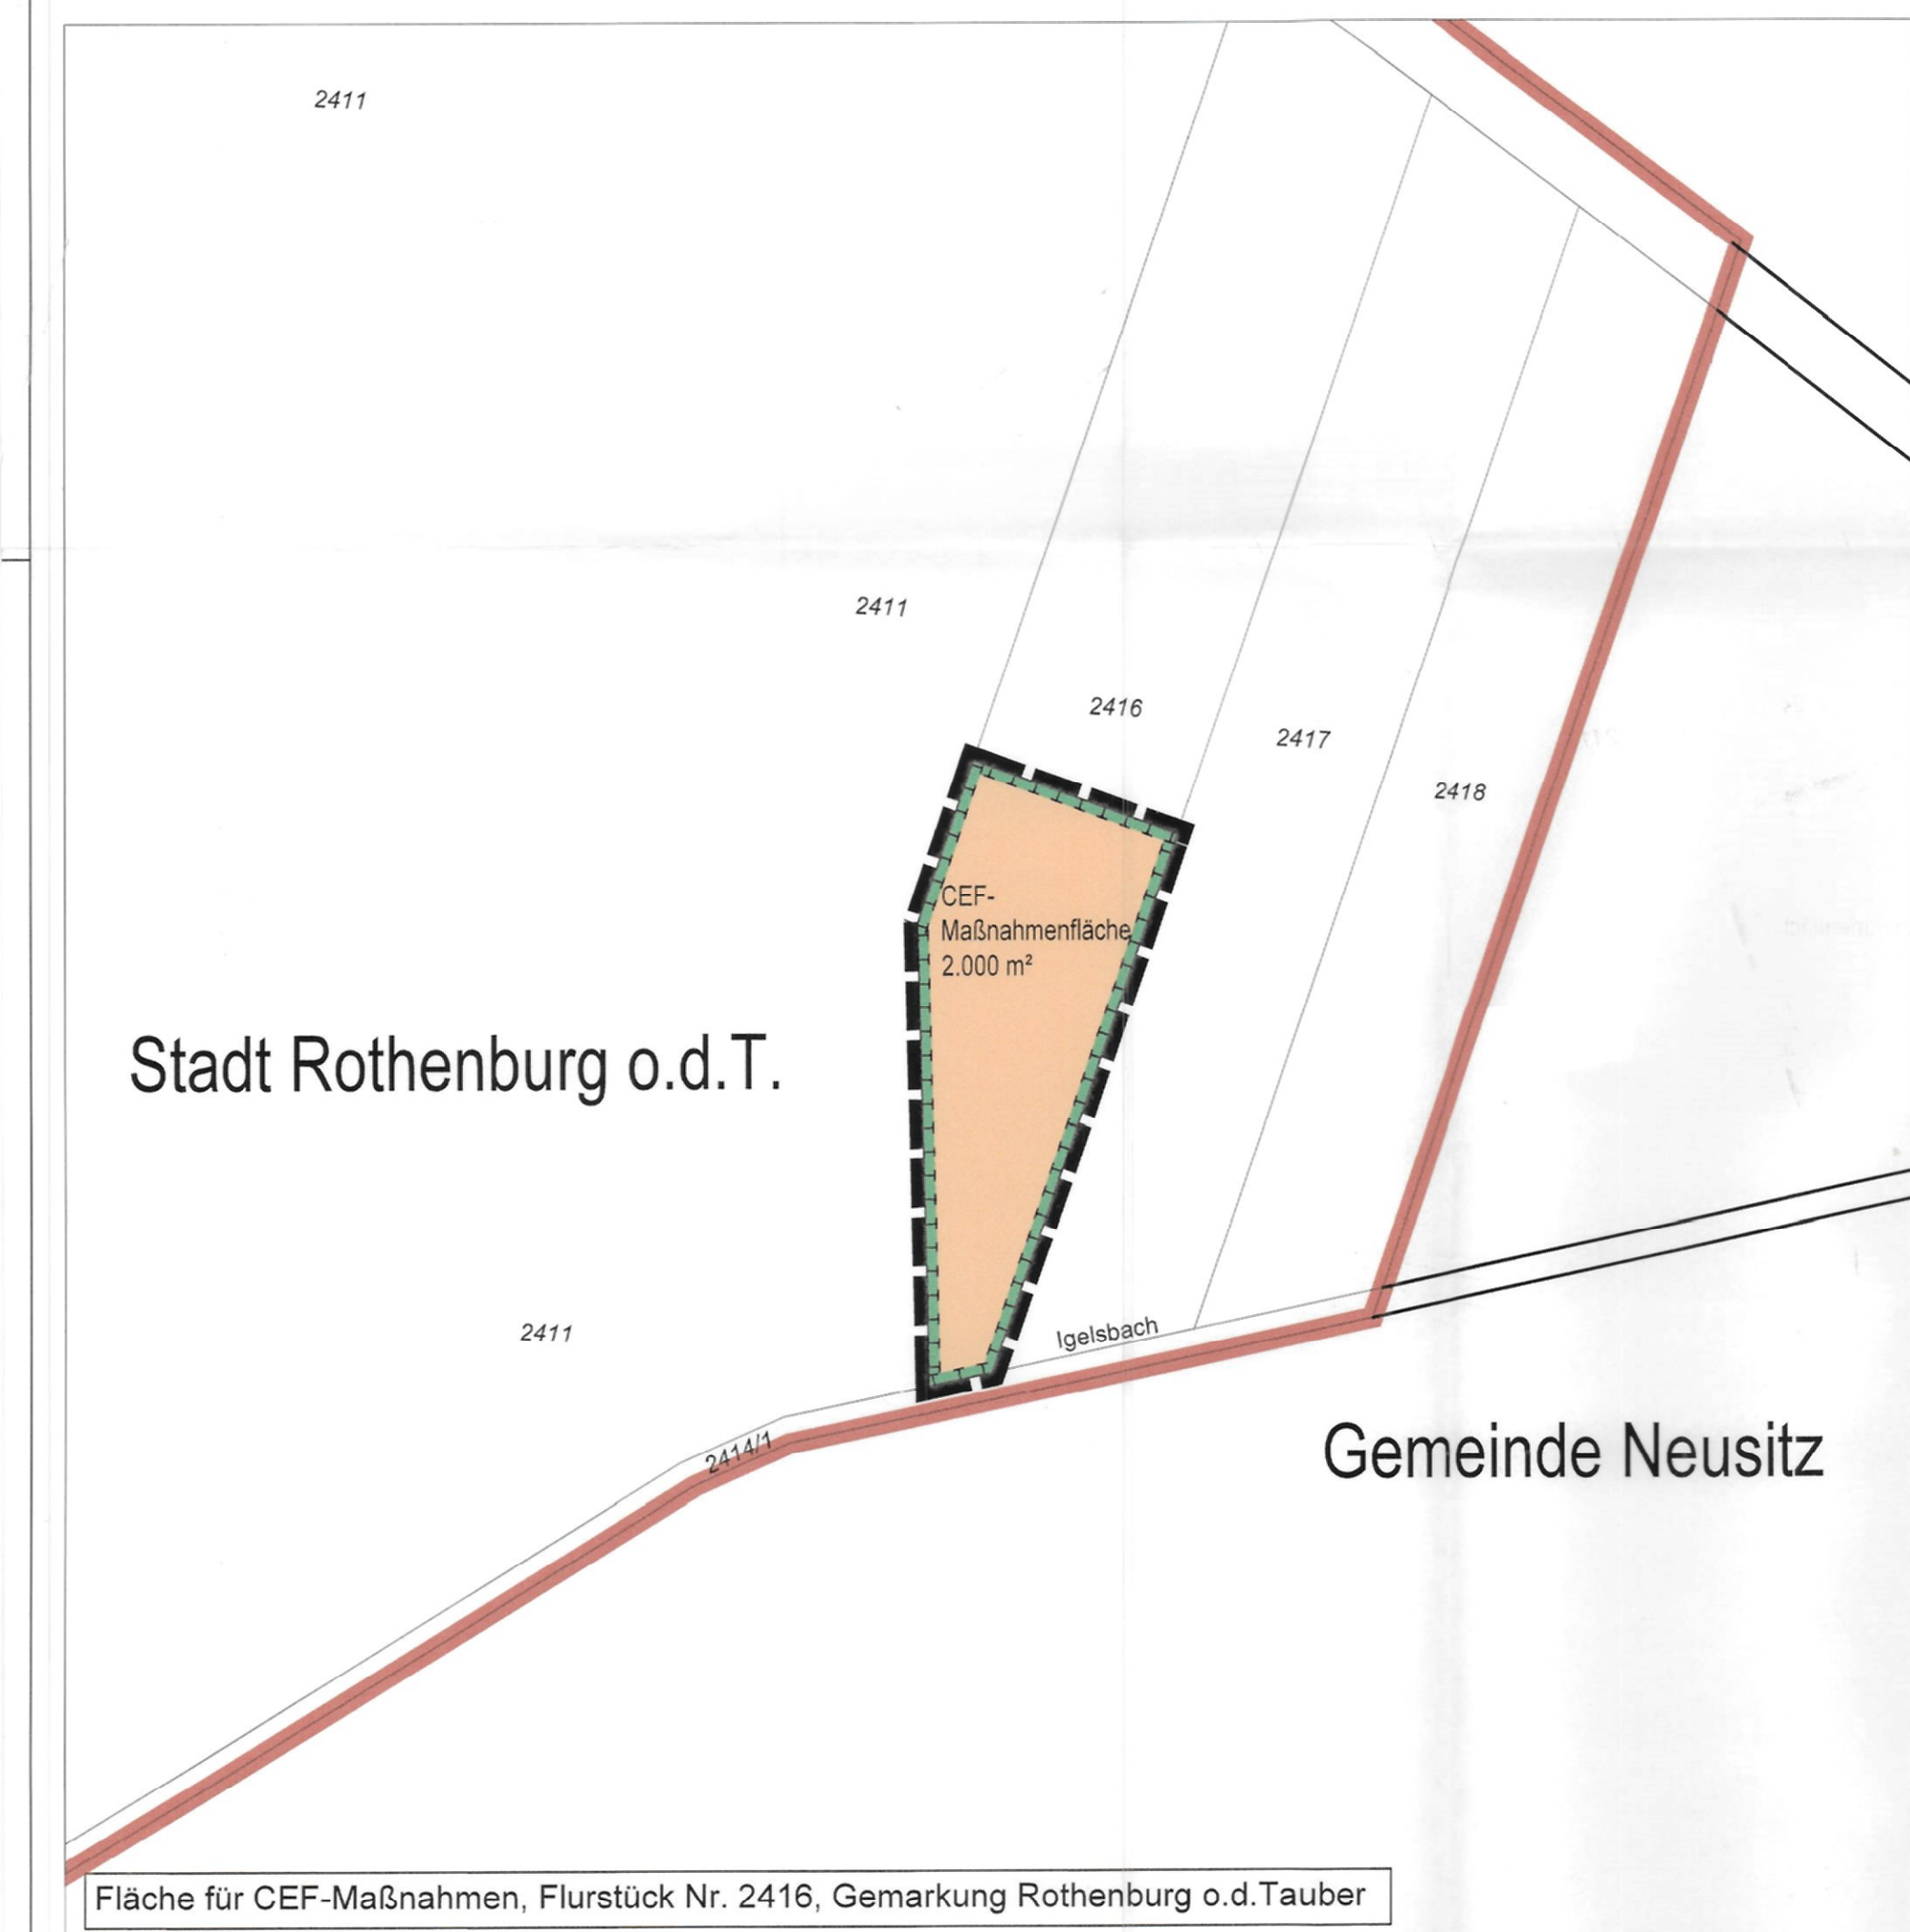 2411
2411
2416
2417
2418
CEF-
Maßnahmenfläche
2.000 m²
Stadt Rothenburg o.d.T.
2411
Igelsbach
2414/1
Gemeinde Neusitz
Fläche für CEF-Maßnahmen, Flurstück Nr. 2416, Gemarkung Rothenburg o.d.Tauber